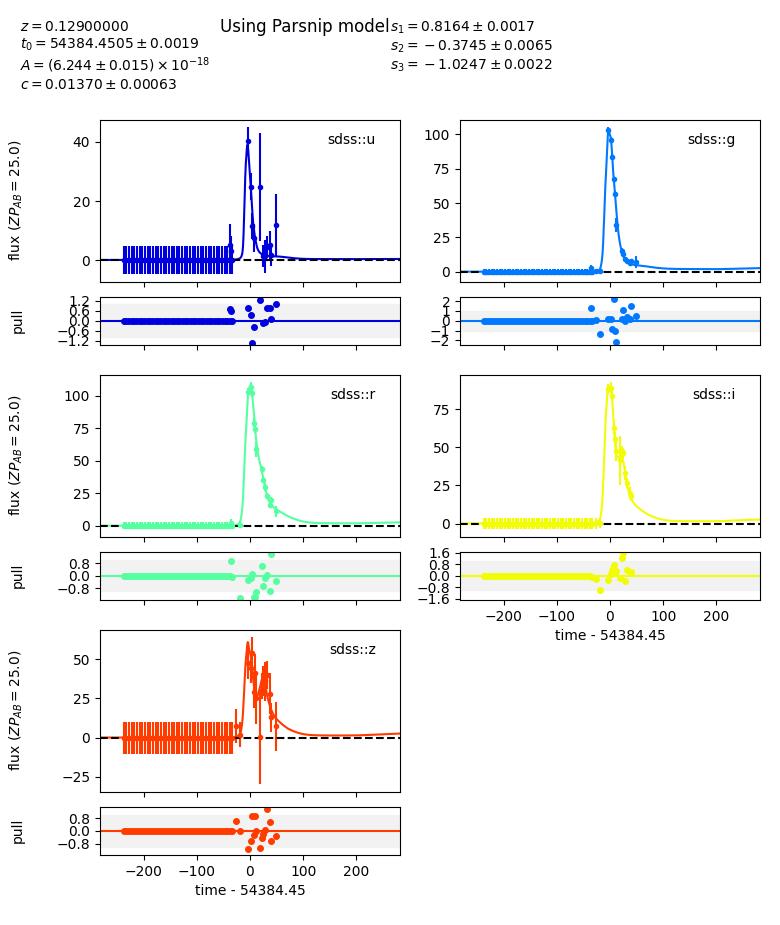 Using Parsnip model
z = 0.12900000
t₀ = 54384.4505 ± 0.0019
A = (6.244 ± 0.015) × 10⁻¹⁸
c = 0.01370 ± 0.00063
s₁ = 0.8164 ± 0.0017
s₂ = −0.3745 ± 0.0065
s₃ = −1.0247 ± 0.0022
flux (ZP_AB = 25.0)
40
20
0
sdss::u
100
75
50
25
0
sdss::g
pull
1.2
0.6
0.0
−0.6
−1.2
2
1
0
−1
−2
flux (ZP_AB = 25.0)
100
75
50
25
0
sdss::r
75
50
25
0
sdss::i
pull
0.8
0.0
−0.8
1.6
0.8
0.0
−0.8
−1.6
−200 −100 0 100 200
time - 54384.45
flux (ZP_AB = 25.0)
50
25
0
−25
sdss::z
pull
0.8
0.0
−0.8
−200 −100 0 100 200
time - 54384.45